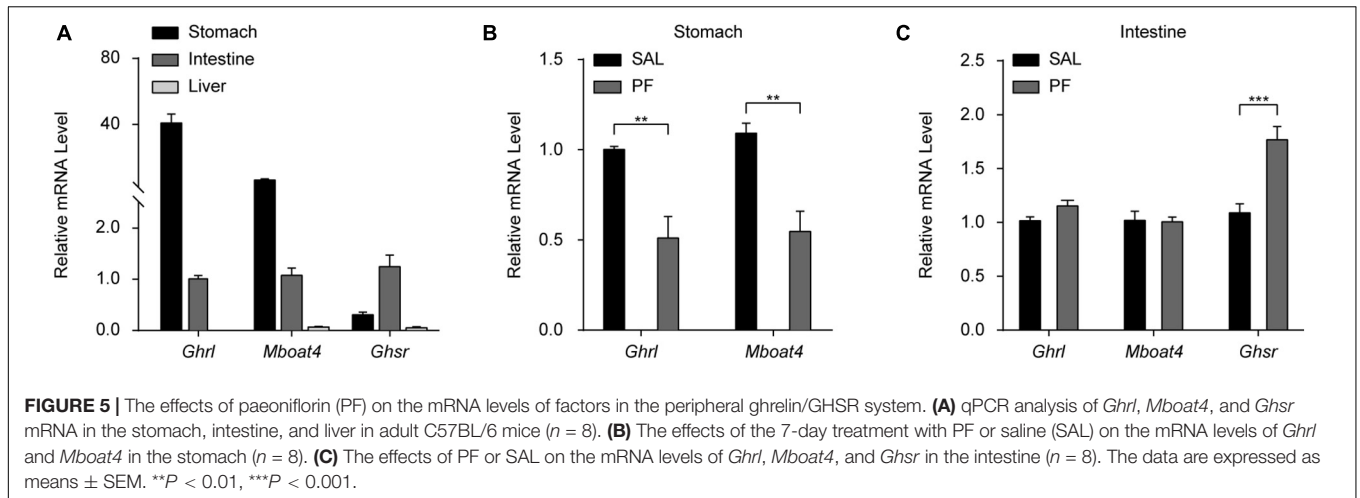 A
Stomach
Intestine
Liver
Relative mRNA Level
80
40
2.0
1.0
0.0
Ghrl Mboat4 Ghsr
B
Stomach
SAL
PF
Relative mRNA Level
1.5
1.0
0.5
0.0
**
**
Ghrl Mboat4
C
Intestine
SAL
PF
Relative mRNA Level
2.5
2.0
1.5
1.0
0.5
0.0
***
Ghrl Mboat4 Ghsr
FIGURE 5 | The effects of paeoniflorin (PF) on the mRNA levels of factors in the peripheral ghrelin/GHSR system. (A) qPCR analysis of Ghrl, Mboat4, and Ghsr
mRNA in the stomach, intestine, and liver in adult C57BL/6 mice (n = 8). (B) The effects of the 7-day treatment with PF or saline (SAL) on the mRNA levels of Ghrl
and Mboat4 in the stomach (n = 8). (C) The effects of PF or SAL on the mRNA levels of Ghrl, Mboat4, and Ghsr in the intestine (n = 8). The data are expressed as
means ± SEM. **P < 0.01, ***P < 0.001.